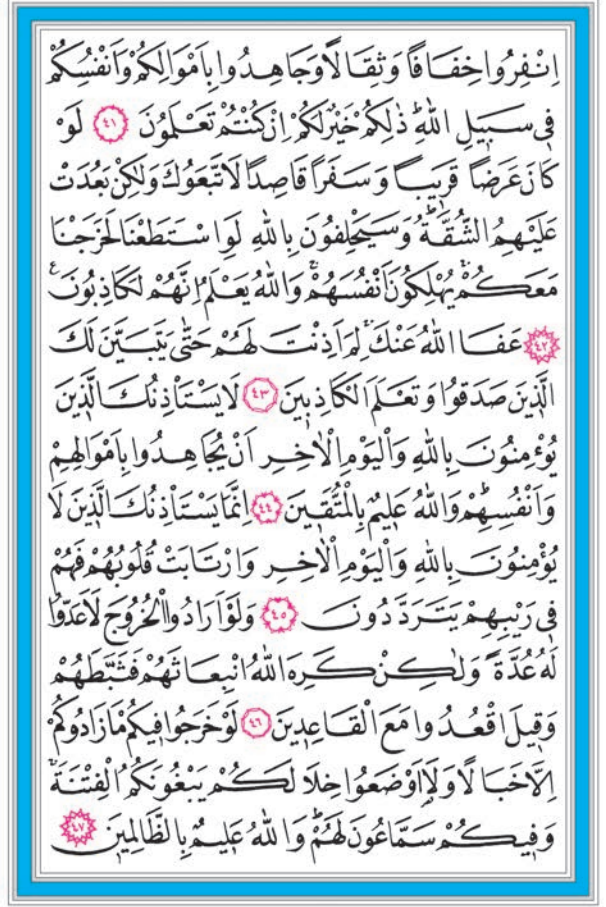 اِنْفِرُوا خِفَافًا وَثِقَالًا وَجَاهِدُوا بِاَمْوَالِكُمْ وَاَنْفُسِكُمْ
فِى سَبِيلِ اللّٰهِ ذٰلِكُمْ خَيْرٌ لَكُمْ اِنْ كُنْتُمْ تَعْلَمُونَ ﴿٤١﴾ لَوْ
كَانَ عَرَضًا قَرِيبًا وَسَفَرًا قَاصِدًا لَاتَّبَعُوكَ وَلٰكِنْ بَعُدَتْ
عَلَيْهِمُ الشُّقَّةُ وَسَيَحْلِفُونَ بِاللّٰهِ لَوِ اسْتَطَعْنَا لَخَرَجْنَا
مَعَكُمْ يُهْلِكُونَ اَنْفُسَهُمْ وَاللّٰهُ يَعْلَمُ اِنَّهُمْ لَكَاذِبُونَ
﴿٤٢﴾ عَفَا اللّٰهُ عَنْكَ لِمَ اَذِنْتَ لَهُمْ حَتّٰى يَتَبَيَّنَ لَكَ
الَّذِينَ صَدَقُوا وَتَعْلَمَ الْكَاذِبِينَ ﴿٤٣﴾ لَا يَسْتَأْذِنُكَ الَّذِينَ
يُؤْمِنُونَ بِاللّٰهِ وَالْيَوْمِ الْاٰخِرِ اَنْ يُجَاهِدُوا بِاَمْوَالِهِمْ
وَاَنْفُسِهِمْ وَاللّٰهُ عَلِيمٌ بِالْمُتَّقِينَ ﴿٤٤﴾ اِنَّمَا يَسْتَأْذِنُكَ الَّذِينَ لَا
يُؤْمِنُونَ بِاللّٰهِ وَالْيَوْمِ الْاٰخِرِ وَارْتَابَتْ قُلُوبُهُمْ فَهُمْ
فِى رَيْبِهِمْ يَتَرَدَّدُونَ ﴿٤٥﴾ وَلَوْ اَرَادُوا الْخُرُوجَ لَاَعَدُّوا
لَهُ عُدَّةً وَلٰكِنْ كَرِهَ اللّٰهُ انْبِعَاثَهُمْ فَثَبَّطَهُمْ
وَقِيلَ اقْعُدُوا مَعَ الْقَاعِدِينَ ﴿٤٦﴾ لَوْ خَرَجُوا فِيكُمْ مَا زَادُوكُمْ
اِلَّا خَبَالًا وَلَاَاوْضَعُوا خِلَالَكُمْ يَبْغُونَكُمُ الْفِتْنَةَ
وَفِيكُمْ سَمَّاعُونَ لَهُمْ وَاللّٰهُ عَلِيمٌ بِالظَّالِمِينَ ﴿٤٧﴾